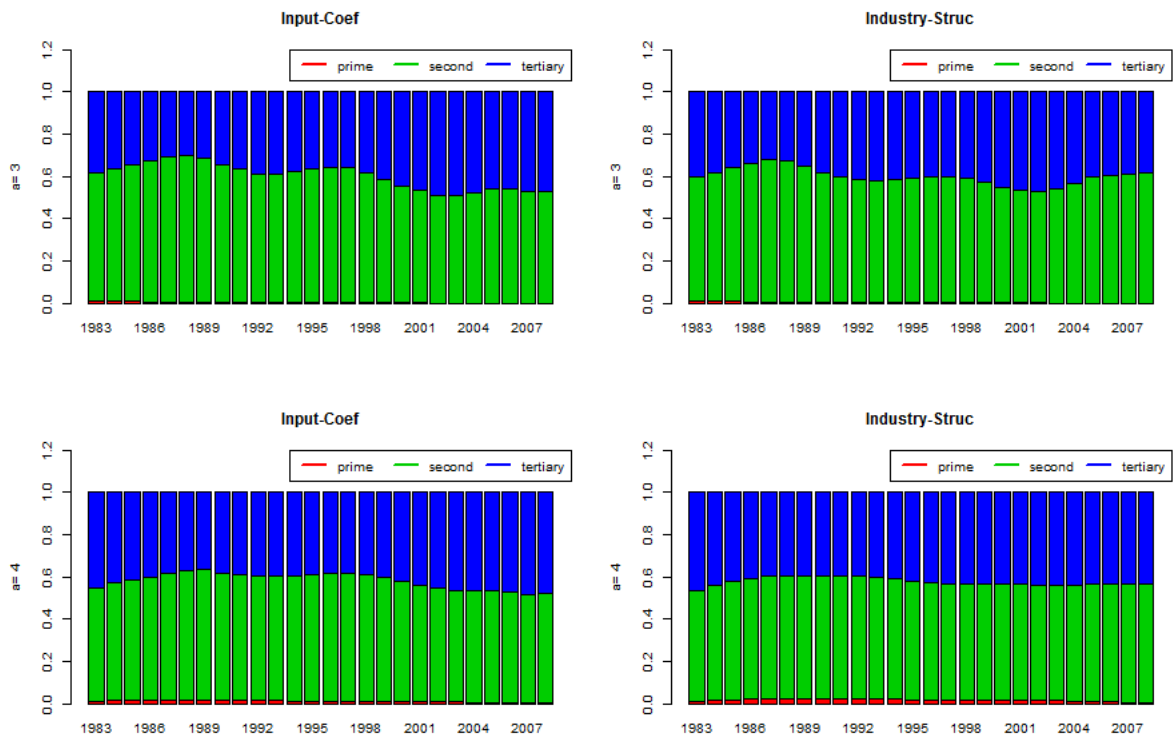 Input-Coef
Industry-Struc
prime second tertiary
prime second tertiary
a= 3
0.0 0.2 0.4 0.6 0.8 1.0 1.2
a= 3
0.0 0.2 0.4 0.6 0.8 1.0 1.2
1983 1986 1989 1992 1995 1998 2001 2004 2007
1983 1986 1989 1992 1995 1998 2001 2004 2007
Input-Coef
Industry-Struc
prime second tertiary
prime second tertiary
a= 4
0.0 0.2 0.4 0.6 0.8 1.0 1.2
a= 4
0.0 0.2 0.4 0.6 0.8 1.0 1.2
1983 1986 1989 1992 1995 1998 2001 2004 2007
1983 1986 1989 1992 1995 1998 2001 2004 2007